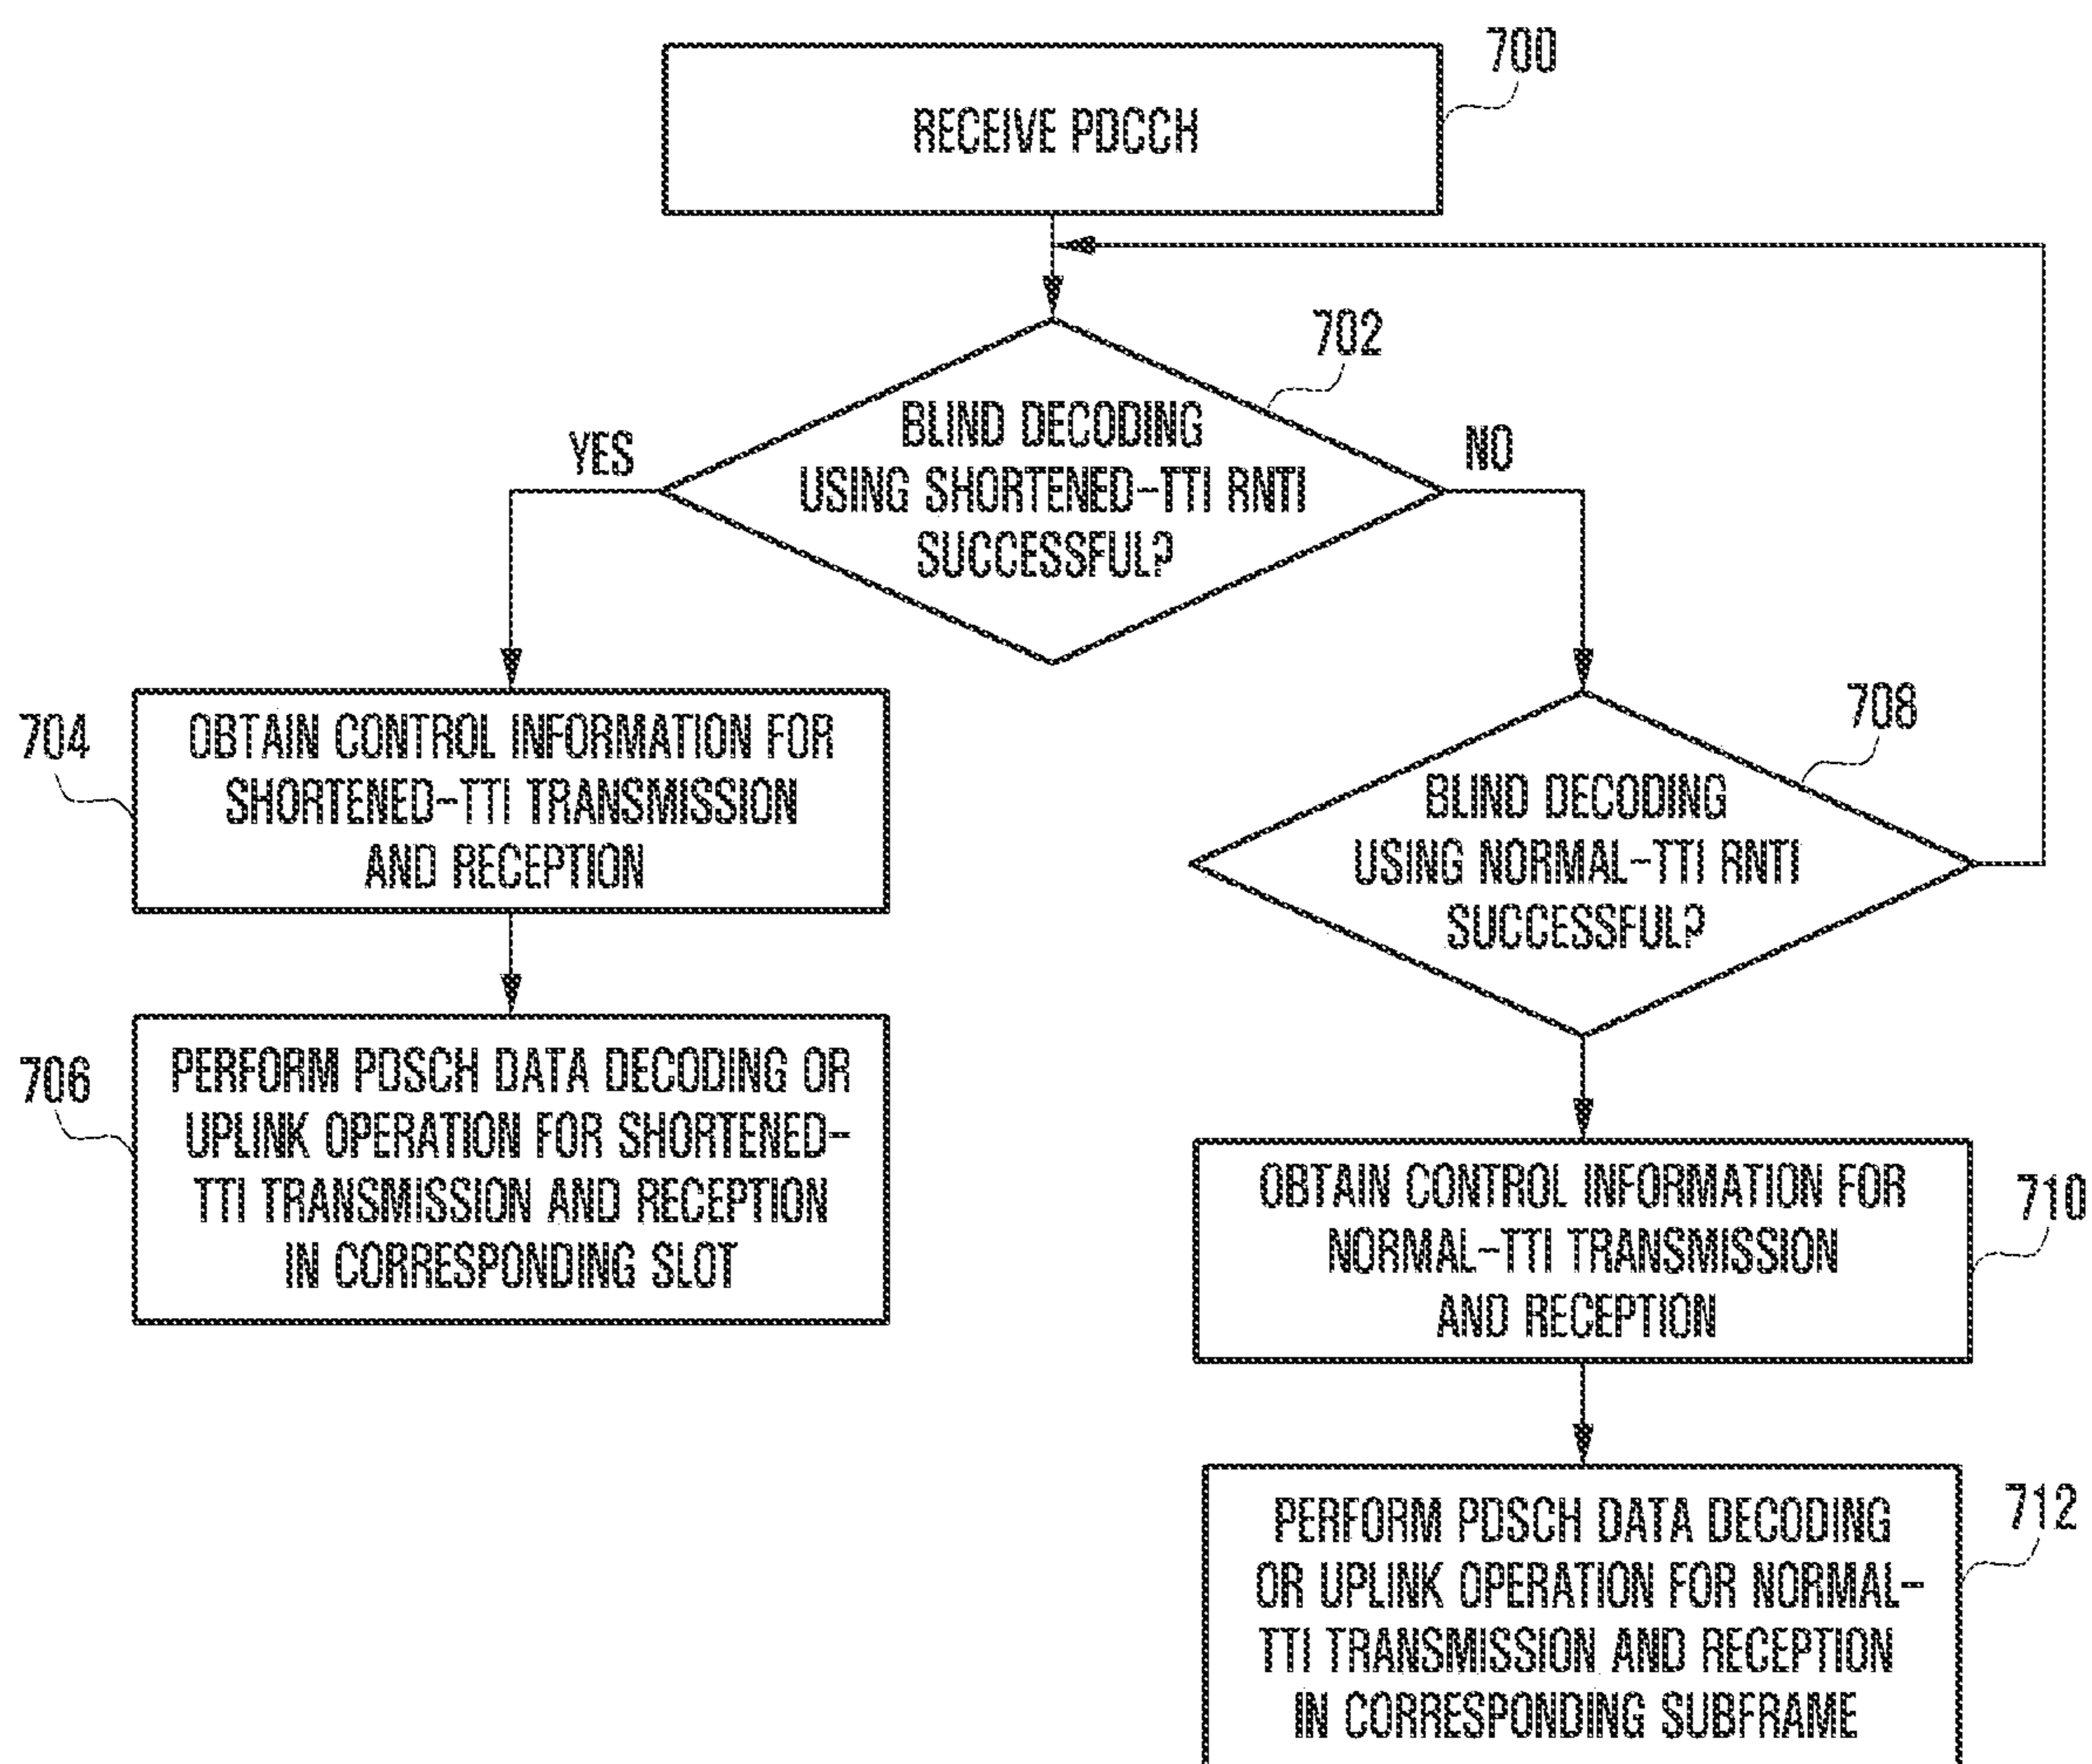 700
RECEIVE PDCCH
702
BLIND DECODING
USING SHORTENED-TTI RNTI
SUCCESSFUL?
YES
NO
704
OBTAIN CONTROL INFORMATION FOR
SHORTENED-TTI TRANSMISSION
AND RECEPTION
708
BLIND DECODING
USING NORMAL-TTI RNTI
SUCCESSFUL?
706
PERFORM PDSCH DATA DECODING OR
UPLINK OPERATION FOR SHORTENED-
TTI TRANSMISSION AND RECEPTION
IN CORRESPONDING SLOT
710
OBTAIN CONTROL INFORMATION FOR
NORMAL-TTI TRANSMISSION
AND RECEPTION
712
PERFORM PDSCH DATA DECODING
OR UPLINK OPERATION FOR NORMAL-
TTI TRANSMISSION AND RECEPTION
IN CORRESPONDING SUBFRAME